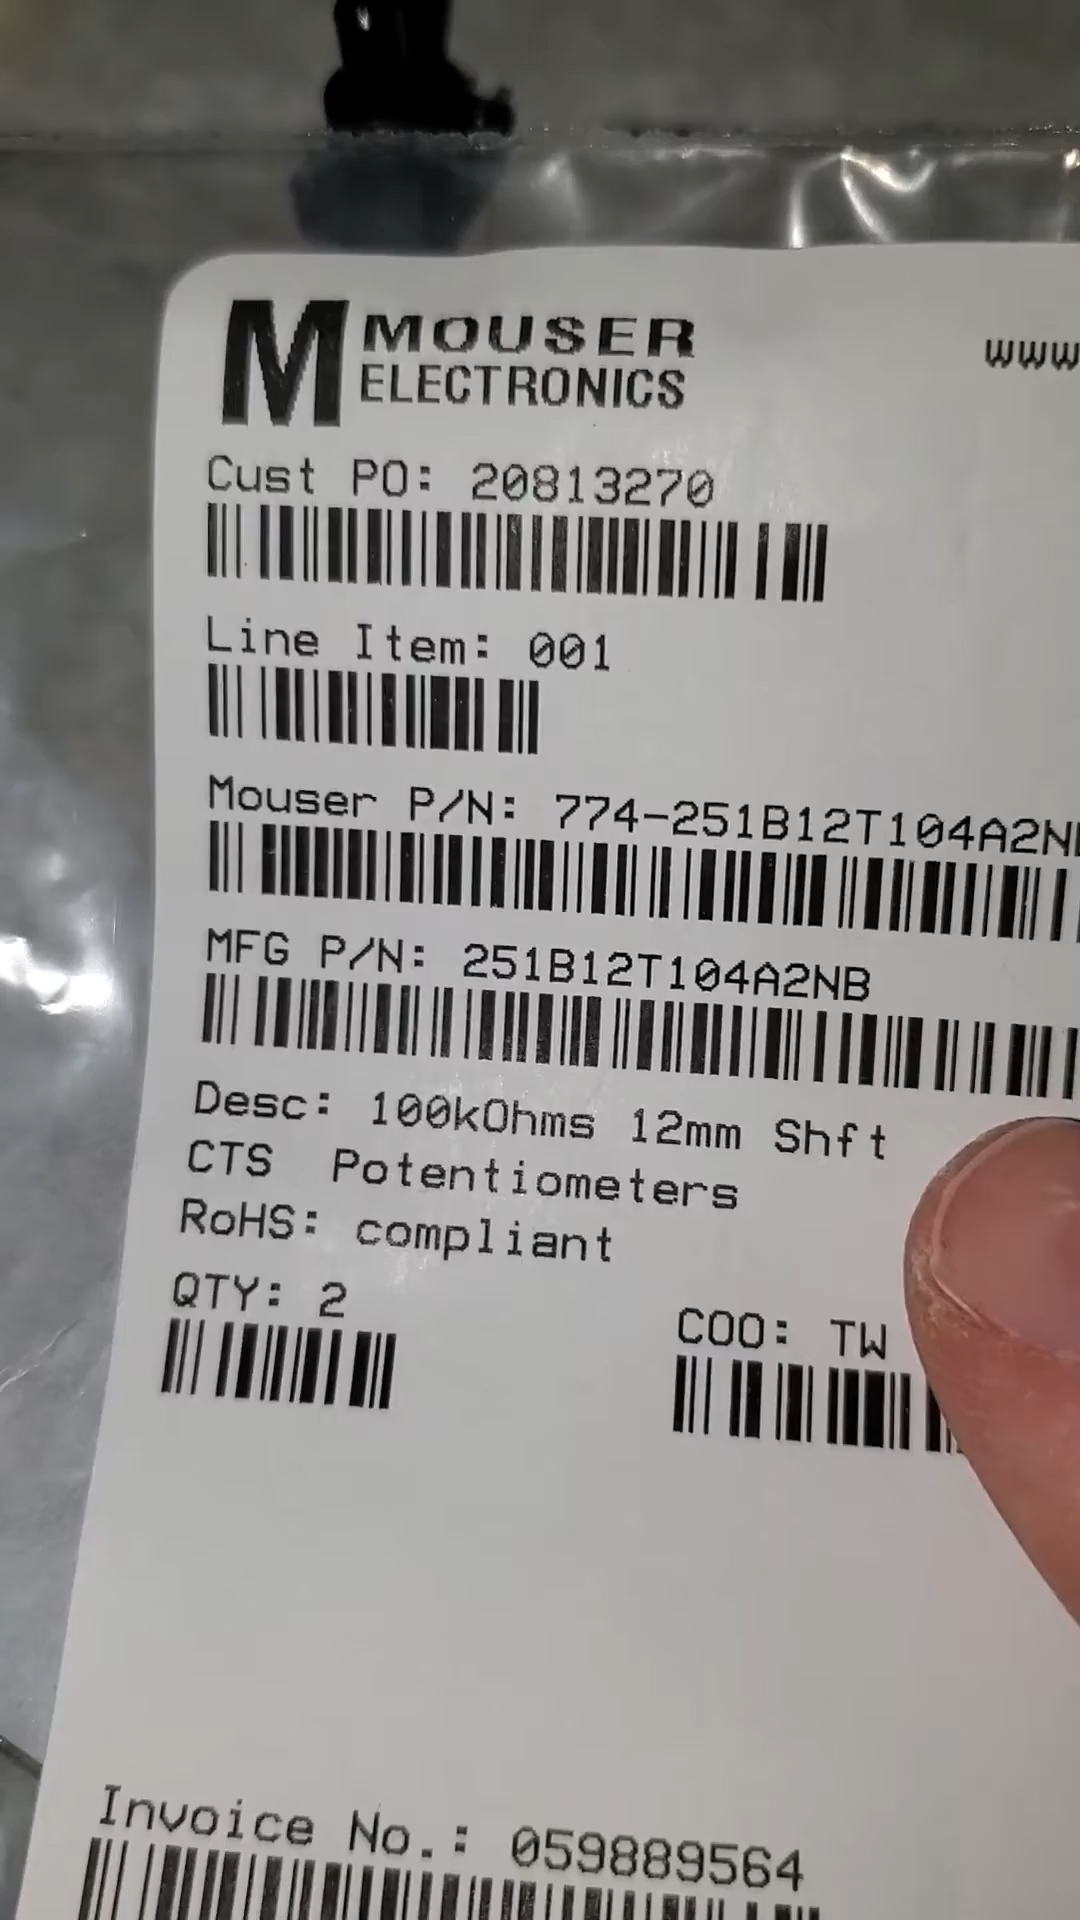 M MOUSER
ELECTRONICS
www
Cust PO: 20813270
Line Item: 001
Mouser P/N: 774-251B12T104A2N
MFG P/N: 251B12T104A2NB
Desc: 100kOhms 12mm Shft
CTS Potentiometers
RoHS: compliant
QTY: 2
COO: TW
Invoice No.: 059889564